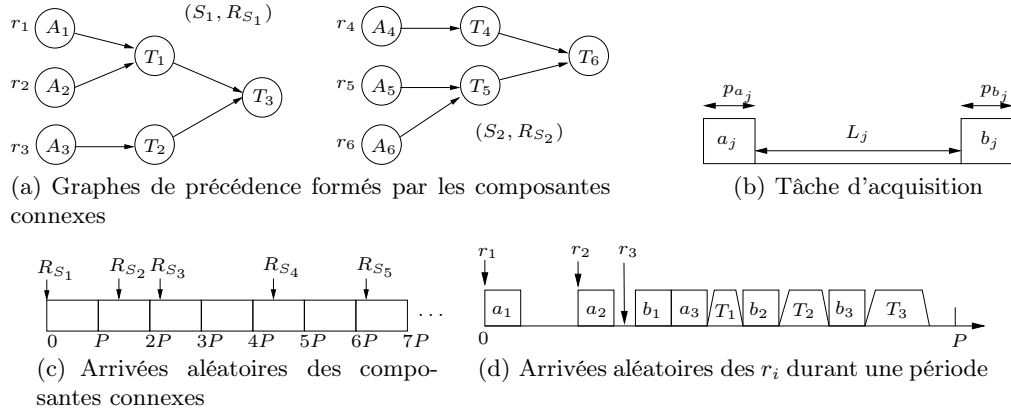 r1 A1 (S1, RS1) r4 A4 T4
T1 T6
r2 A2 r5 A5 T5
T3
r3 A3 T2 r6 A6 (S2, RS2)
paj pbj
aj Lj bj
(a) Graphes de précédence formés par les composantes
connexes
(b) Tâche d'acquisition
RS1 RS2 RS3 RS4 RS5
0 P 2P 3P 4P 5P 6P 7P ...
(c) Arrivées aléatoires des compo-
santes connexes
r1 r2 r3
a1 a2 b1 a3 T1 b2 T2 b3 T3
0 P
(d) Arrivées aléatoires des ri durant une période